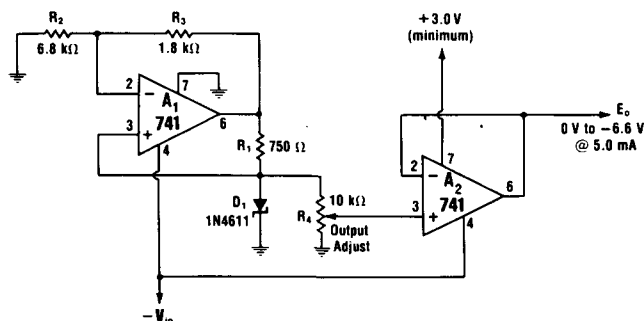 R2
6.8 kΩ
R3
1.8 kΩ
+3.0 V
(minimum)
2
−
A1
741
7
3
+
4
6
R1
750 Ω
D1
1N4611
10 kΩ
R4
Output
Adjust
2
−
A2
741
7
3
+
4
6
Eo
0 V to −6.6 V
@ 5.0 mA
−Vin